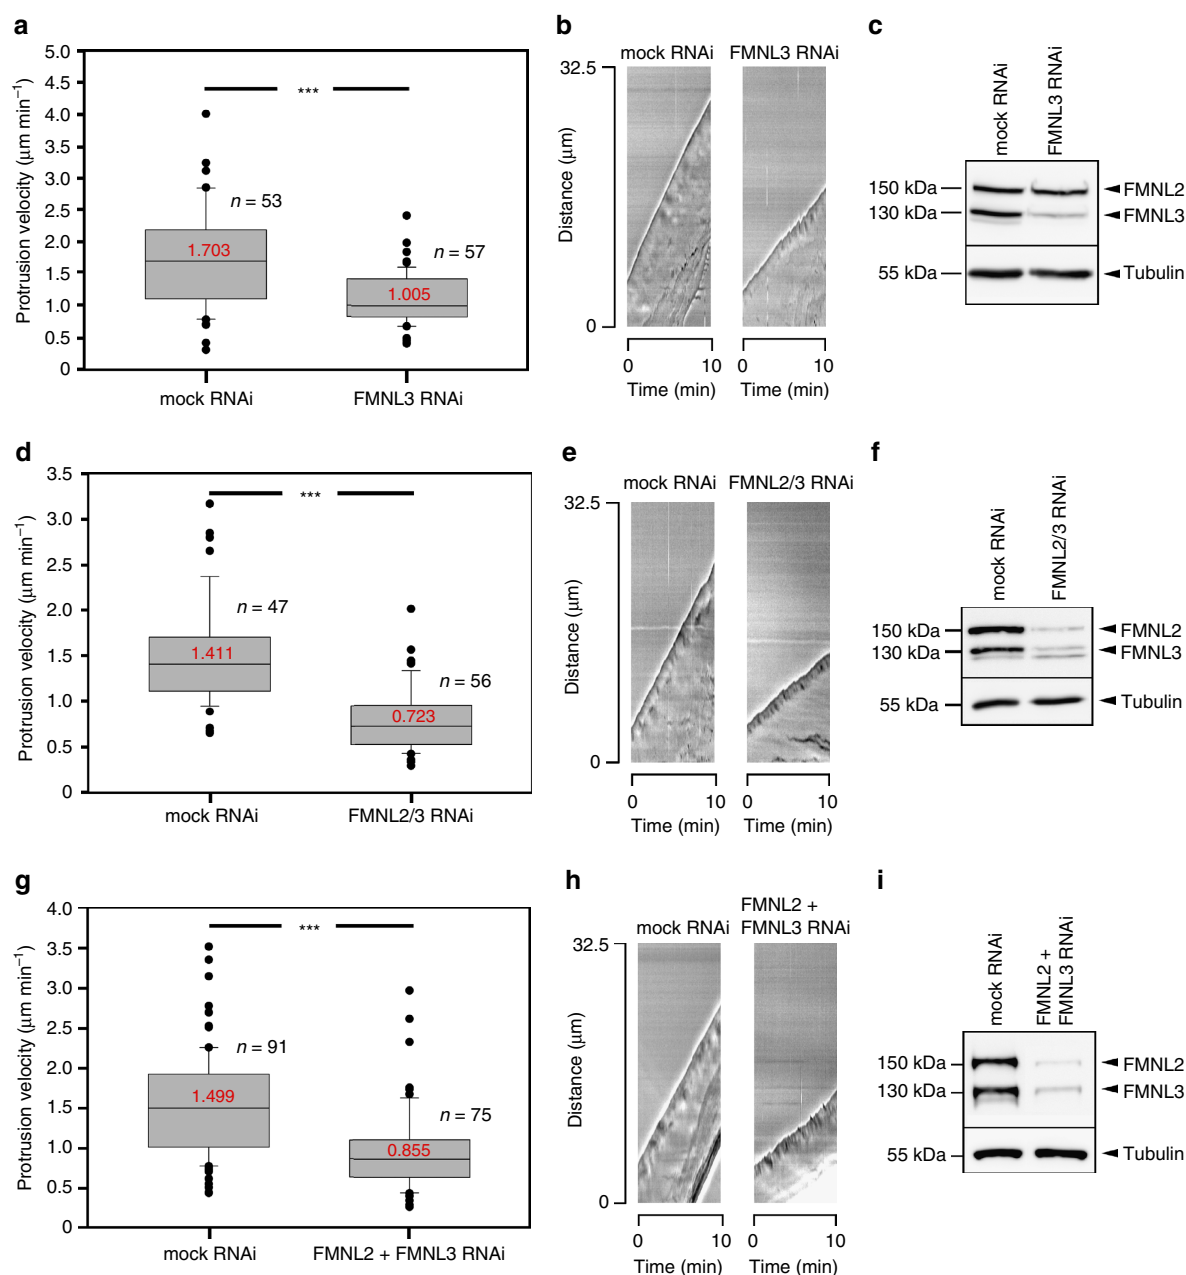 a
5.0
4.5
4.0
3.5
3.0
2.5
2.0
1.5
1.0
0.5
0
Protrusion velocity (µm min⁻¹)
***
n = 53
1.703
n = 57
1.005
mock RNAi
FMNL3 RNAi
b
mock RNAi
FMNL3 RNAi
32.5
Distance (µm)
0
0 10
0 10
Time (min)
Time (min)
c
mock RNAi
FMNL3 RNAi
150 kDa
FMNL2
130 kDa
FMNL3
55 kDa
Tubulin
d
3.5
3.0
2.5
2.0
1.5
1.0
0.5
0
Protrusion velocity (µm min⁻¹)
***
n = 47
1.411
n = 56
0.723
mock RNAi
FMNL2/3 RNAi
e
mock RNAi
FMNL2/3 RNAi
32.5
Distance (µm)
0
0 10
0 10
Time (min)
Time (min)
f
mock RNAi
FMNL2/3 RNAi
150 kDa
FMNL2
130 kDa
FMNL3
55 kDa
Tubulin
g
4.0
3.5
3.0
2.5
2.0
1.5
1.0
0.5
0
Protrusion velocity (µm min⁻¹)
***
n = 91
1.499
n = 75
0.855
mock RNAi
FMNL2 + FMNL3 RNAi
h
mock RNAi
FMNL2 +
FMNL3 RNAi
32.5
Distance (µm)
0
0 10
0 10
Time (min)
Time (min)
i
mock RNAi
FMNL2 +
FMNL3 RNAi
150 kDa
FMNL2
130 kDa
FMNL3
55 kDa
Tubulin